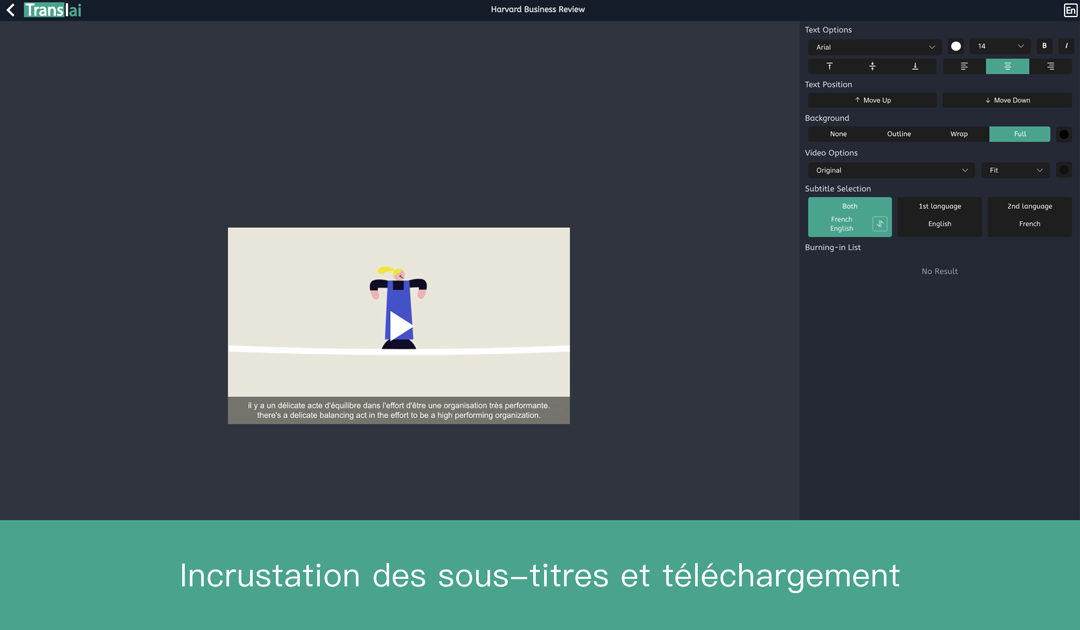 Translai
Harvard Business Review
En
Text Options
Arial
14
B
I
Text Position
↑ Move Up
↓ Move Down
Background
None
Outline
Wrap
Full
Video Options
Original
Fit
Subtitle Selection
Both
French
English
1st language
English
2nd language
French
Burning-in List
No Result
il y a un délicate acte d'équilibre dans l'effort d'être une organisation très performante.
there's a delicate balancing act in the effort to be a high performing organization.
Incrustation des sous-titres et téléchargement